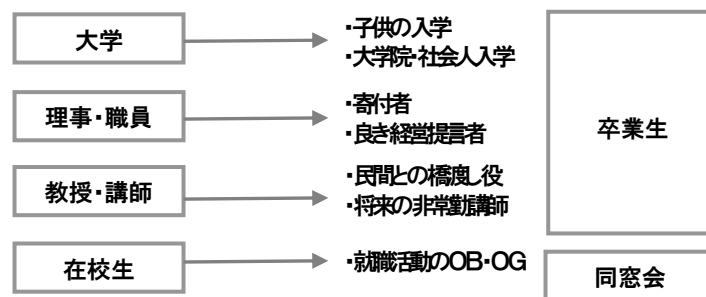 大学
・子供の入学
・大学院・社会人入学
理事・職員
・寄付者
・良き経営提言者
卒業生
教授・講師
・民間との橋渡し役
・将来の非常勤講師
在校生
・就職活動のOB・OG
同窓会